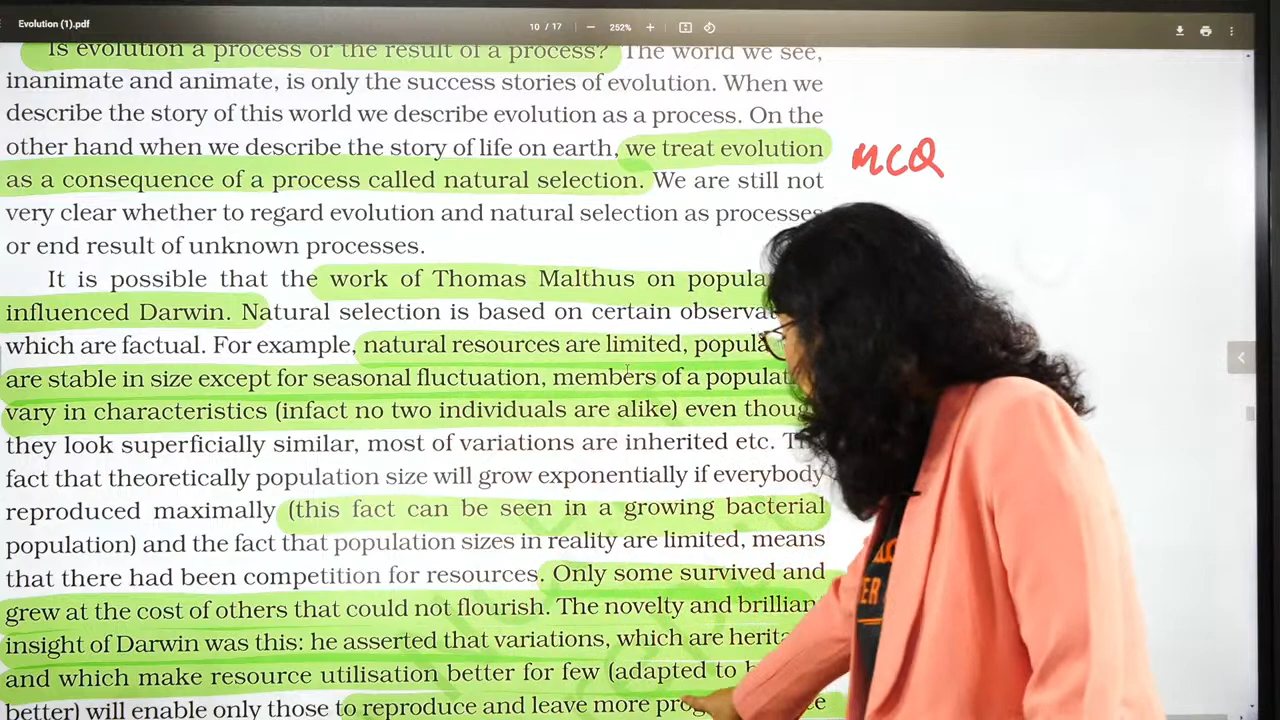 Evolution (1).pdf
10 / 17
252%
Is evolution a process or the result of a process? The world we see,
inanimate and animate, is only the success stories of evolution. When we
describe the story of this world we describe evolution as a process. On the
other hand when we describe the story of life on earth, we treat evolution
MCQ
as a consequence of a process called natural selection. We are still not
very clear whether to regard evolution and natural selection as processes
or end result of unknown processes.
It is possible that the work of Thomas Malthus on popula
influenced Darwin. Natural selection is based on certain observat
which are factual. For example, natural resources are limited, popula
are stable in size except for seasonal fluctuation, members of a populat
vary in characteristics (infact no two individuals are alike) even thoug
they look superficially similar, most of variations are inherited etc. T
fact that theoretically population size will grow exponentially if everybody
reproduced maximally (this fact can be seen in a growing bacterial
population) and the fact that population sizes in reality are limited, means
that there had been competition for resources. Only some survived and
grew at the cost of others that could not flourish. The novelty and brillian
insight of Darwin was this: he asserted that variations, which are herita
and which make resource utilisation better for few (adapted to
better) will enable only those to reproduce and leave more prog